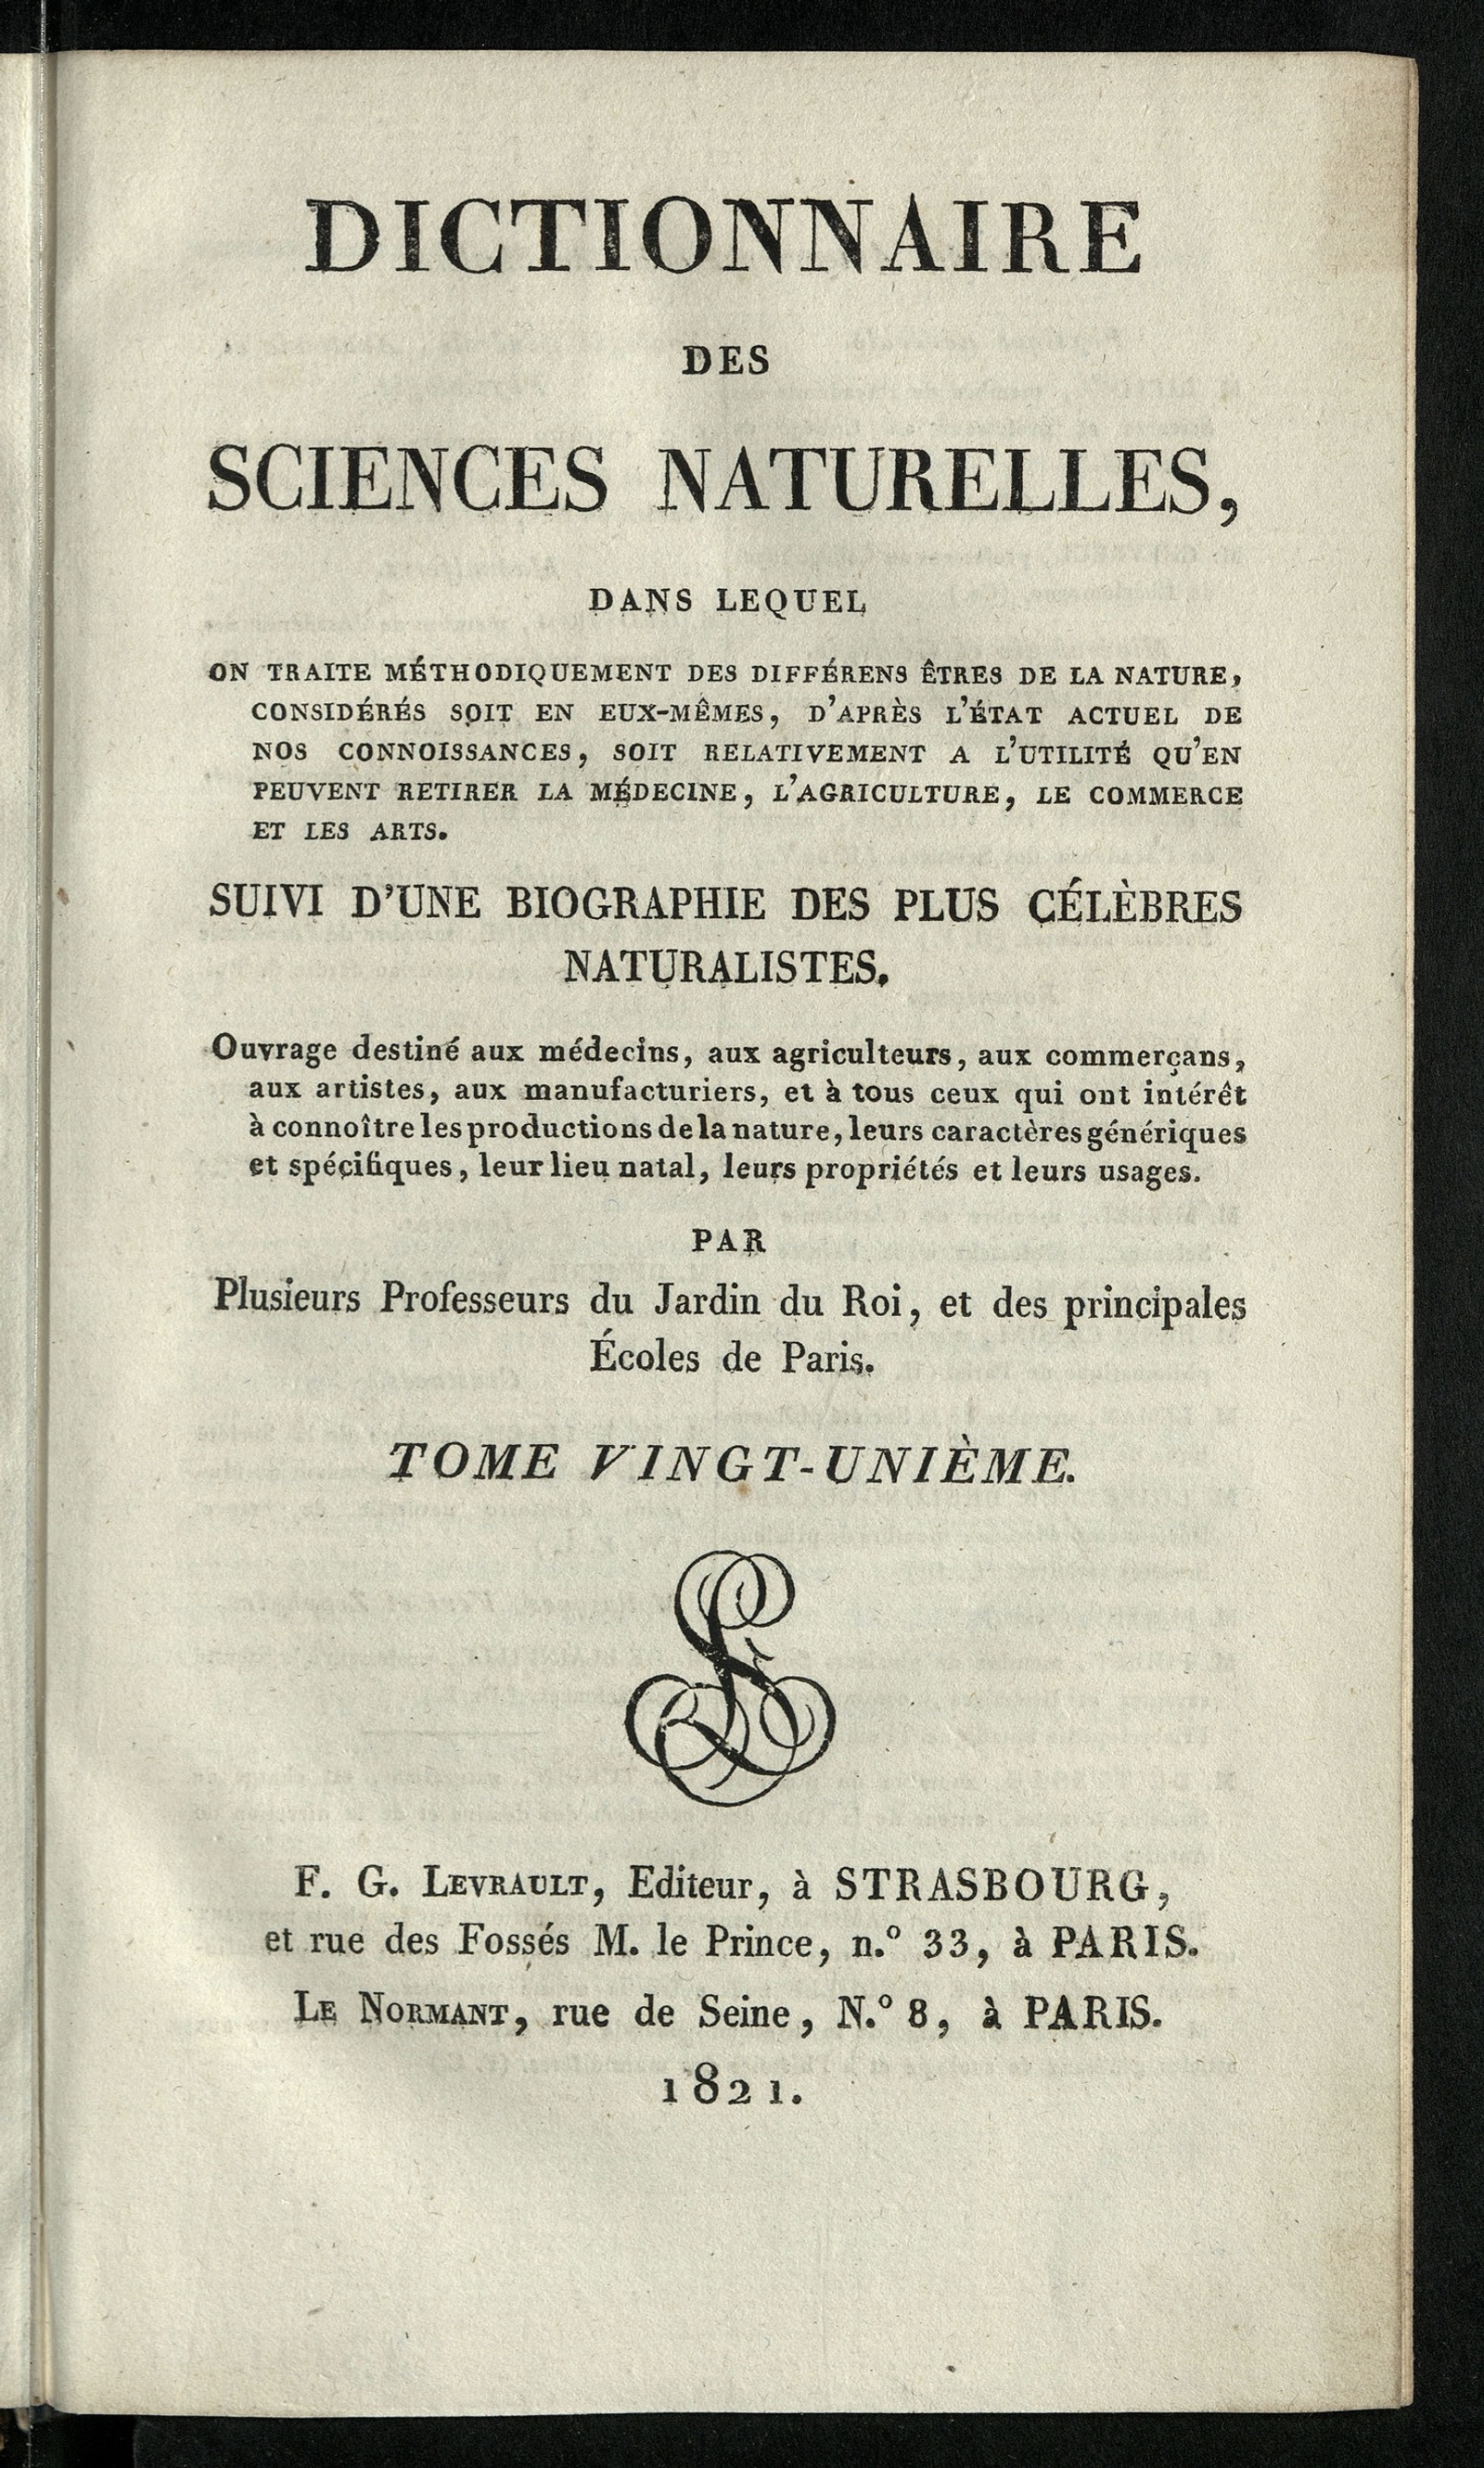 DICTIONNAIRE
DES
SCIENCES NATURELLES,
DANS LEQUEL
ON TRAITE MÉTHODIQUEMENT DES DIFFÉRENS ÊTRES DE LA NATURE,
CONSIDÉRÉS SOIT EN EUX-MÊMES, D'APRÈS L'ÉTAT ACTUEL DE
NOS CONNOISSANCES, SOIT RELATIVEMENT A L'UTILITÉ QU'EN
PEUVENT RETIRER LA MÉDECINE, L'AGRICULTURE, LE COMMERCE
ET LES ARTS.
SUIVI D'UNE BIOGRAPHIE DES PLUS CÉLÈBRES
NATURALISTES.
Ouvrage destiné aux médecins, aux agriculteurs, aux commerçans,
aux artistes, aux manufacturiers, et à tous ceux qui ont intérêt
à connoître les productions de la nature, leurs caractères génériques
et spécifiques, leur lieu natal, leurs propriétés et leurs usages.
PAR
Plusieurs Professeurs du Jardin du Roi, et des principales
Écoles de Paris.
TOME VINGT-UNIÈME.
F. G. LEVRAULT, Editeur, à STRASBOURG,
et rue des Fossés M. le Prince, n.º 33, à PARIS.
LE NORMANT, rue de Seine, N.º 8, à PARIS.
1821.